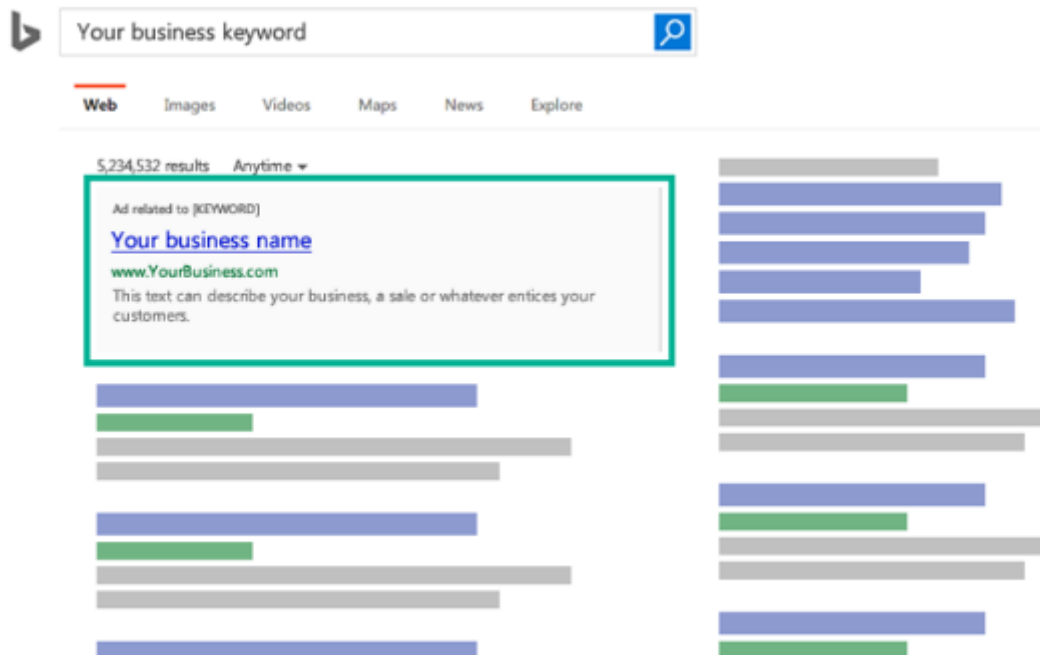 Your business keyword
Web Images Videos Maps News Explore
5,234,532 results Anytime
Ad related to [KEYWORD]
Your business name
www.YourBusiness.com
This text can describe your business, a sale or whatever entices your
customers.